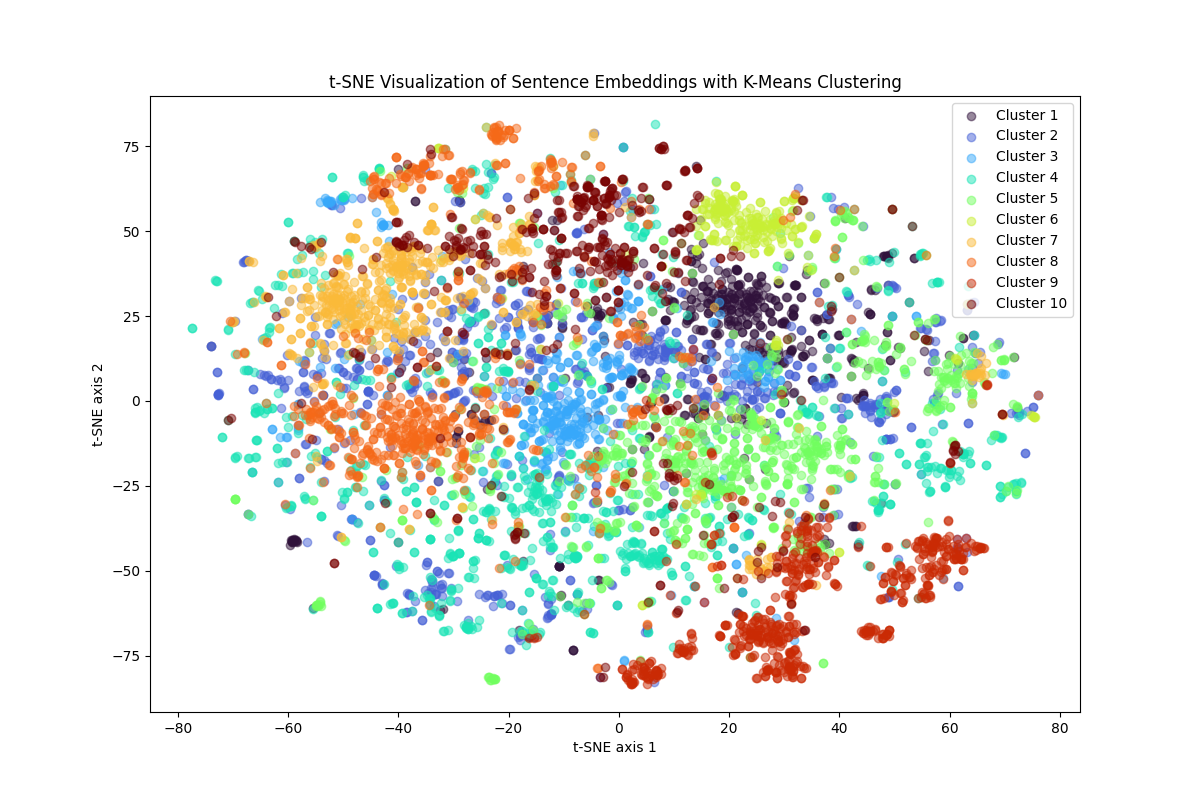 t-SNE Visualization of Sentence Embeddings with K-Means Clustering
Cluster 1
Cluster 2
Cluster 3
Cluster 4
Cluster 5
Cluster 6
Cluster 7
Cluster 8
Cluster 9
Cluster 10
75
50
25
0
−25
−50
−75
t-SNE axis 2
−80
−60
−40
−20
0
20
40
60
80
t-SNE axis 1